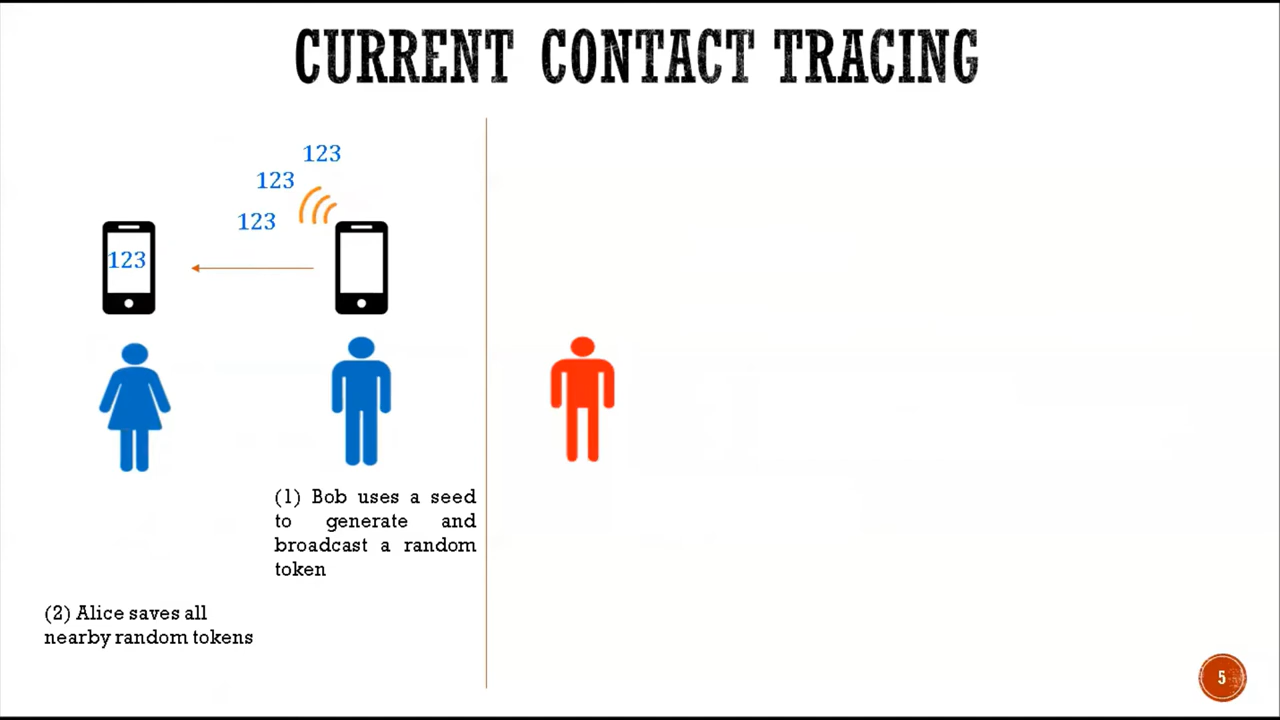 CURRENT CONTACT TRACING
123
123
123
123
(1) Bob uses a seed
to generate and
broadcast a random
token
(2) Alice saves all
nearby random tokens
5